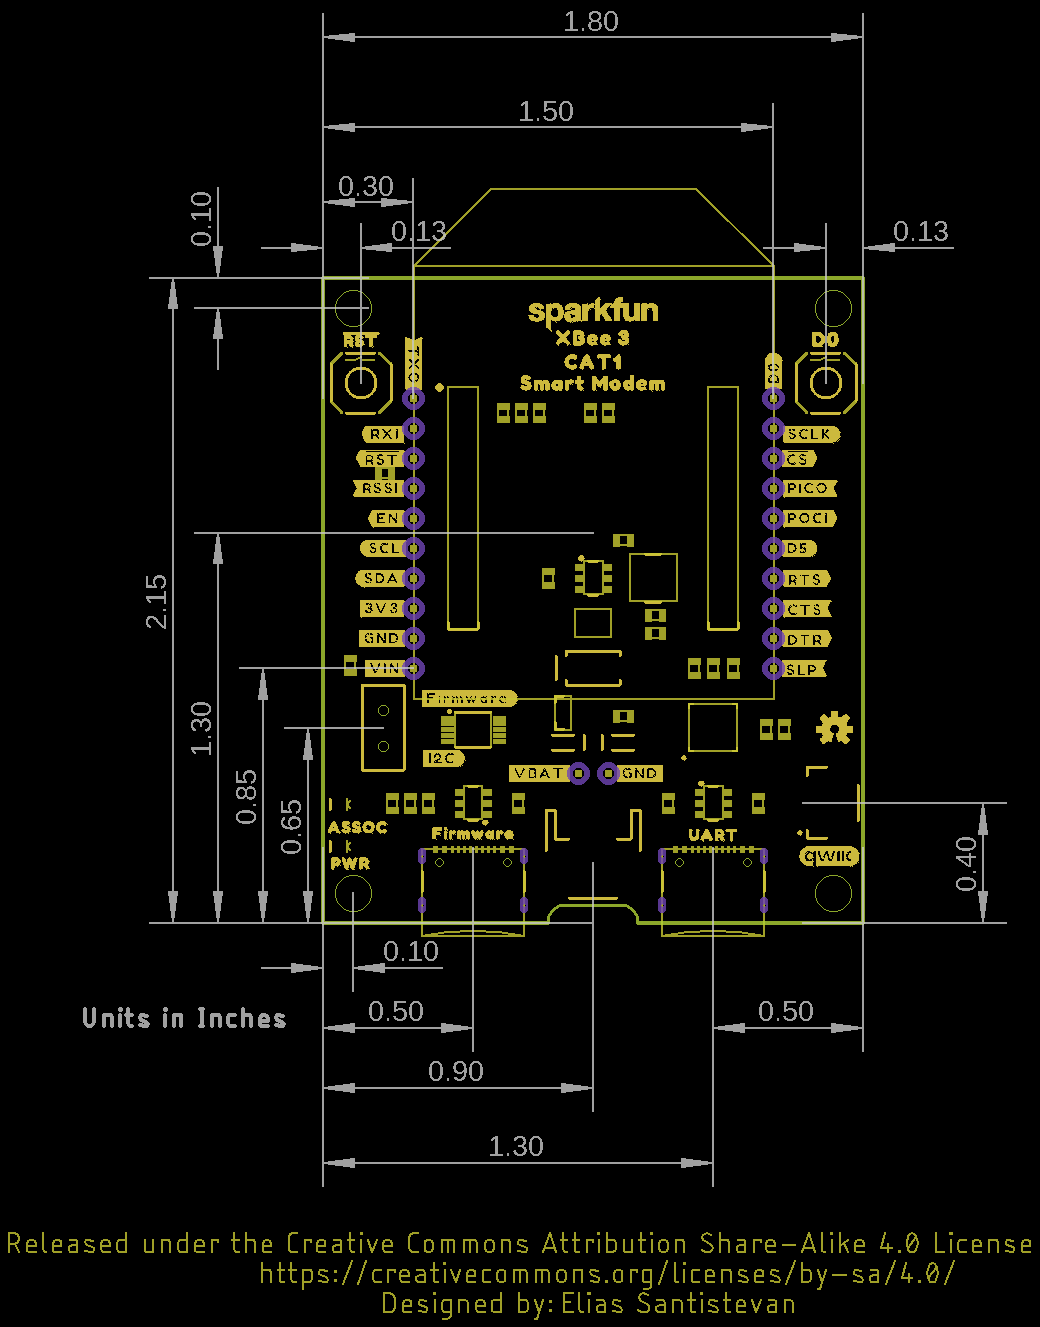 1.80
1.50
0.30
0.10
0.13
0.13
sparkfun
XBee 3
CAT1
Smart Modem
RST
D0
TXO
D0
RXI
SCLK
RST
CS
RSSI
PICO
EN
POCI
SCL
D5
SDA
RTS
3V3
CTS
GND
DTR
VIN
SLP
2.15
1.30
0.85
0.65
0.40
Firmware
I2C
VBAT
GND
ASSOC
Firmware
UART
PWR
qwiic
0.10
Units in Inches
0.50
0.50
0.90
1.30
Released under the Creative Commons Attribution Share-Alike 4.0 License
https://creativecommons.org/licenses/by-sa/4.0/
Designed by: Elias Santistevan